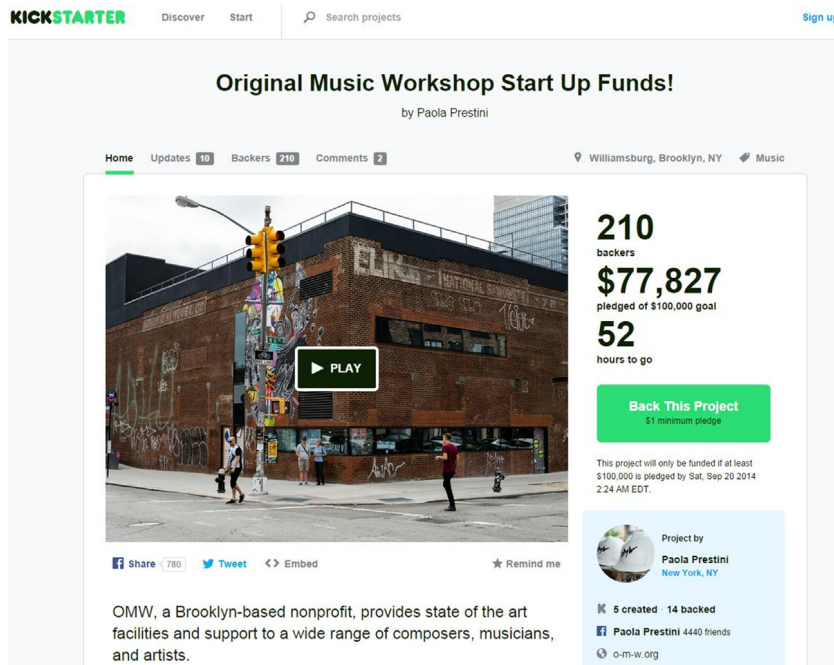 KICKSTARTER Discover Start Search projects Sign u
Original Music Workshop Start Up Funds!
by Paola Prestini
Home Updates 10 Backers 210 Comments 2 Williamsburg, Brooklyn, NY Music
ELK
NATIONAL
210
backers
$77,827
pledged of $100,000 goal
52
hours to go
PLAY
Back This Project
$1 minimum pledge
This project will only be funded if at least
$100,000 is pledged by Sat, Sep 20 2014
2:24 AM EDT.
Share 780 Tweet Embed Remind me
Project by
Paola Prestini
New York, NY
5 created · 14 backed
Paola Prestini 4440 friends
o-m-w.org
OMW, a Brooklyn-based nonprofit, provides state of the art
facilities and support to a wide range of composers, musicians,
and artists.